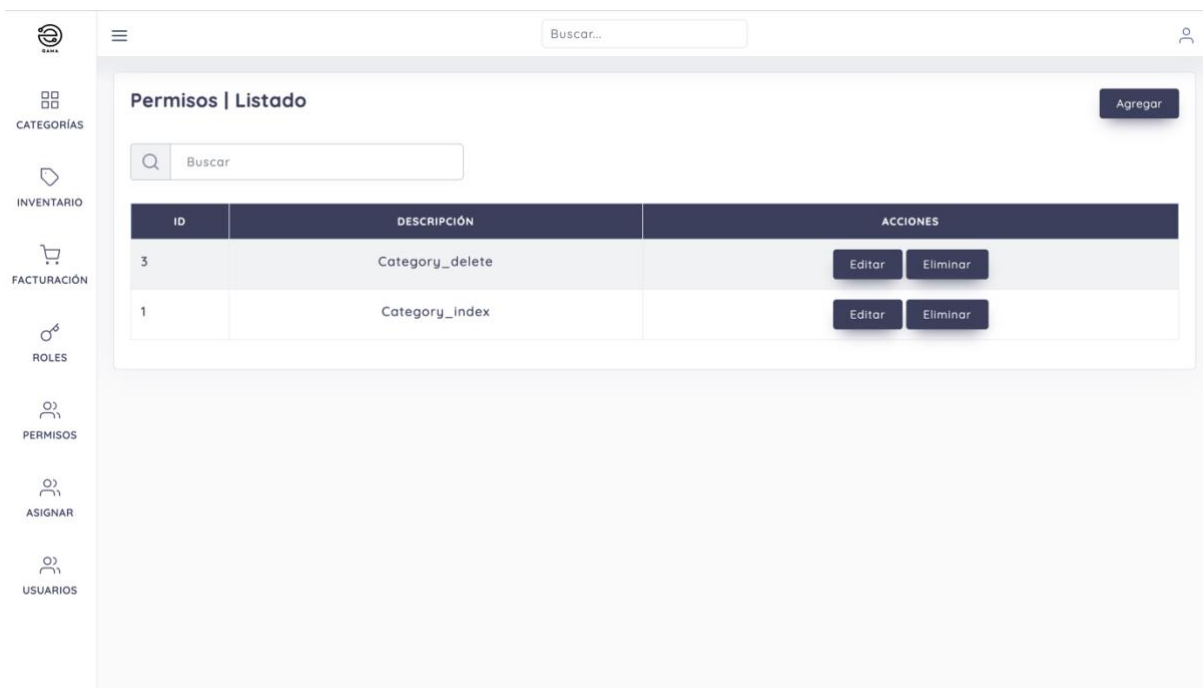 GAMA
Buscar...
CATEGORÍAS
INVENTARIO
FACTURACIÓN
ROLES
PERMISOS
ASIGNAR
USUARIOS
Permisos | Listado
Agregar
Buscar
ID DESCRIPCIÓN ACCIONES
3 Category_delete Editar Eliminar
1 Category_index Editar Eliminar